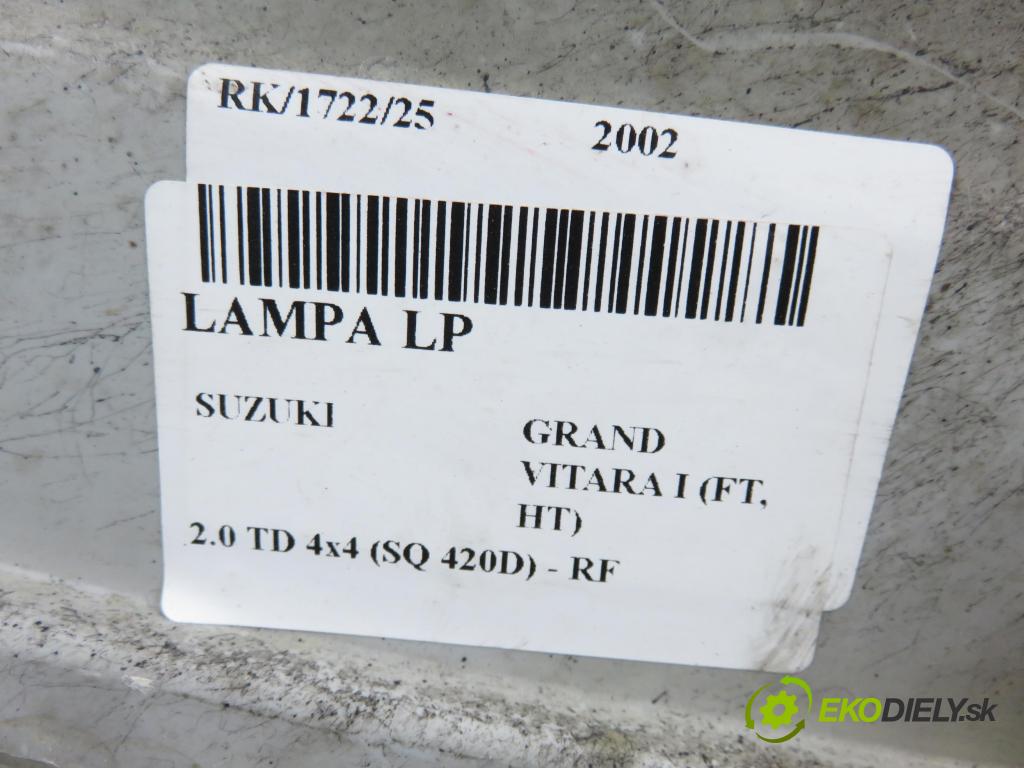 RK/1722/25
2002
LAMPA LP
SUZUKI
GRAND
VITARA I (FT,
HT)
2.0 TD 4x4 (SQ 420D) - RF
EKODIELY.sk